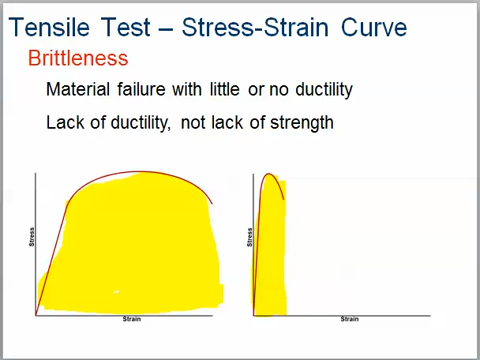 Tensile Test – Stress-Strain Curve
Brittleness
Material failure with little or no ductility
Lack of ductility, not lack of strength
Stress
Strain
Stress
Strain